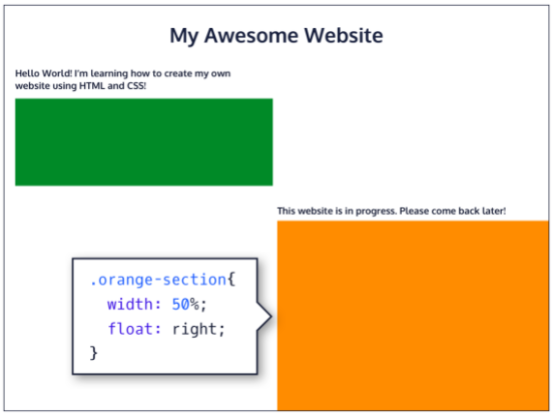 My Awesome Website
Hello World! I'm learning how to create my own
website using HTML and CSS!
This website is in progress. Please come back later!
.orange-section{
width: 50%;
float: right;
}